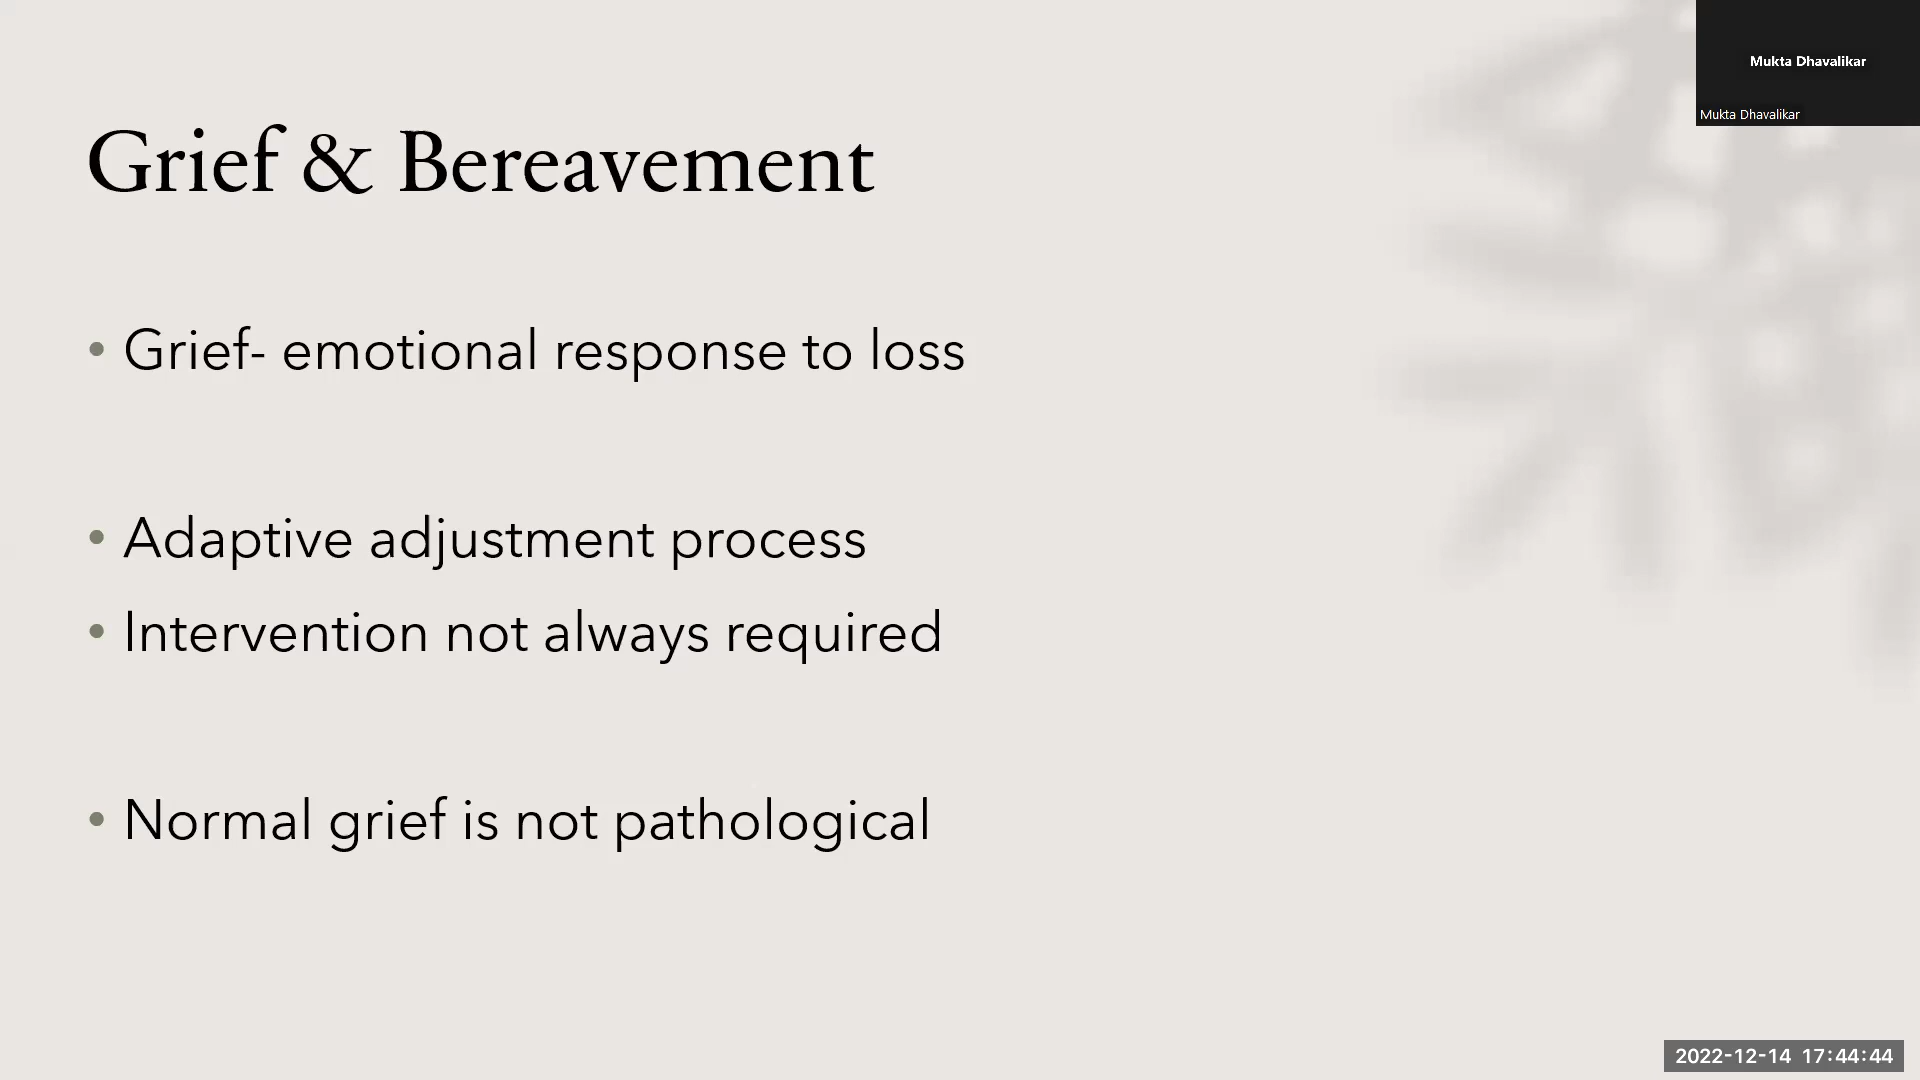 Mukta Dhavalikar
Mukta Dhavalikar
Grief & Bereavement
• Grief- emotional response to loss
• Adaptive adjustment process
• Intervention not always required
• Normal grief is not pathological
2022-12-14 17:44:44